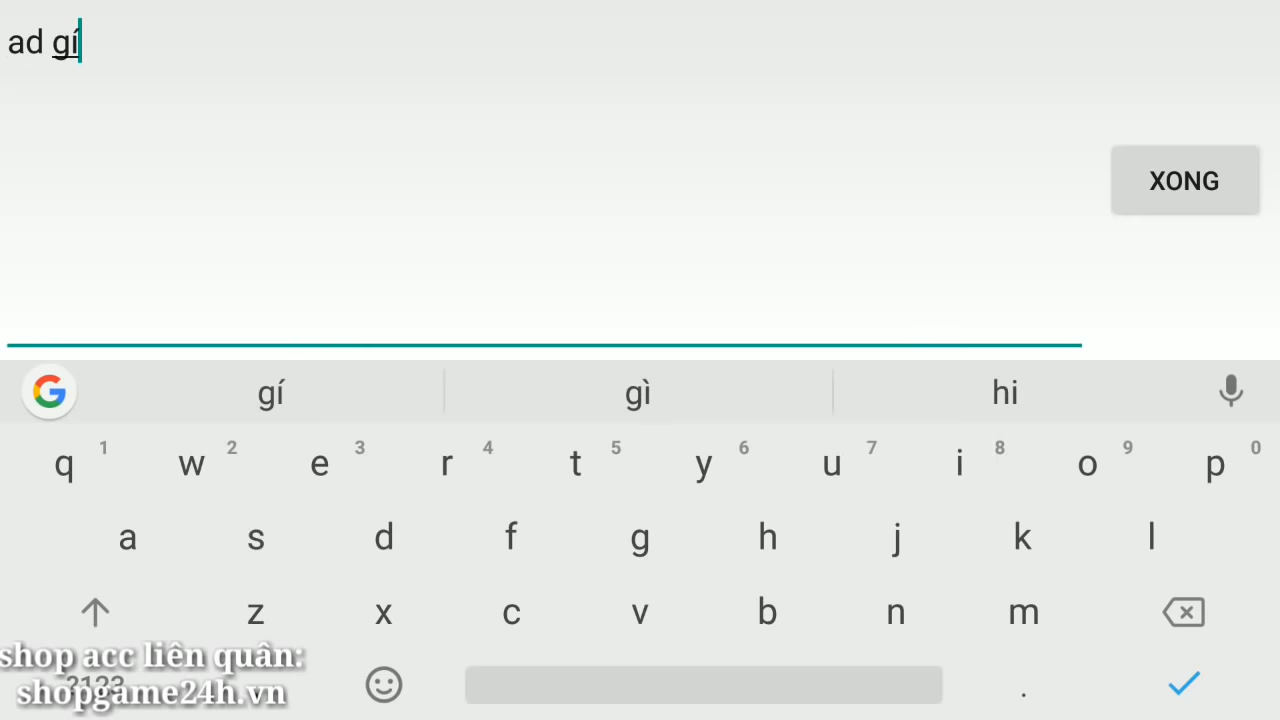 ad gí
XONG
gí gì hi
q 1 w 2 e 3 r 4 t 5 y 6 u 7 i 8 o 9 p 0
a s d f g h j k l
z x c v b n m
shop acc liên quân:
?123 , .
shopgame24h.vn